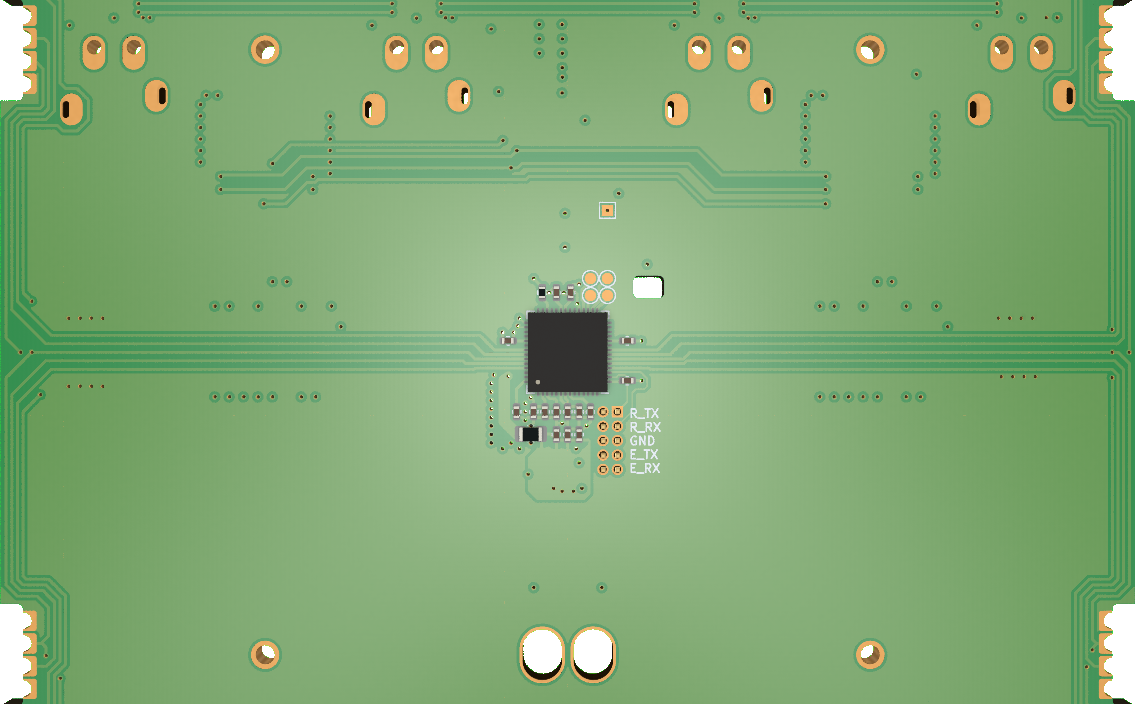 R_TX
R_RX
GND
E_TX
E_RX